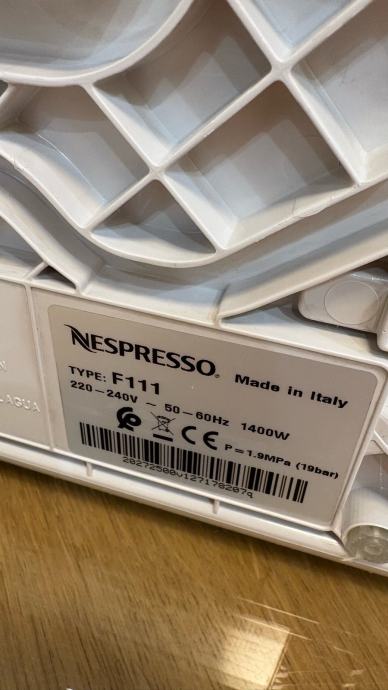 NESPRESSO® Made in Italy
TYPE: F111
220–240V ~ 50–60Hz 1400W
CE P=1.9MPa (19bar)
AGUA